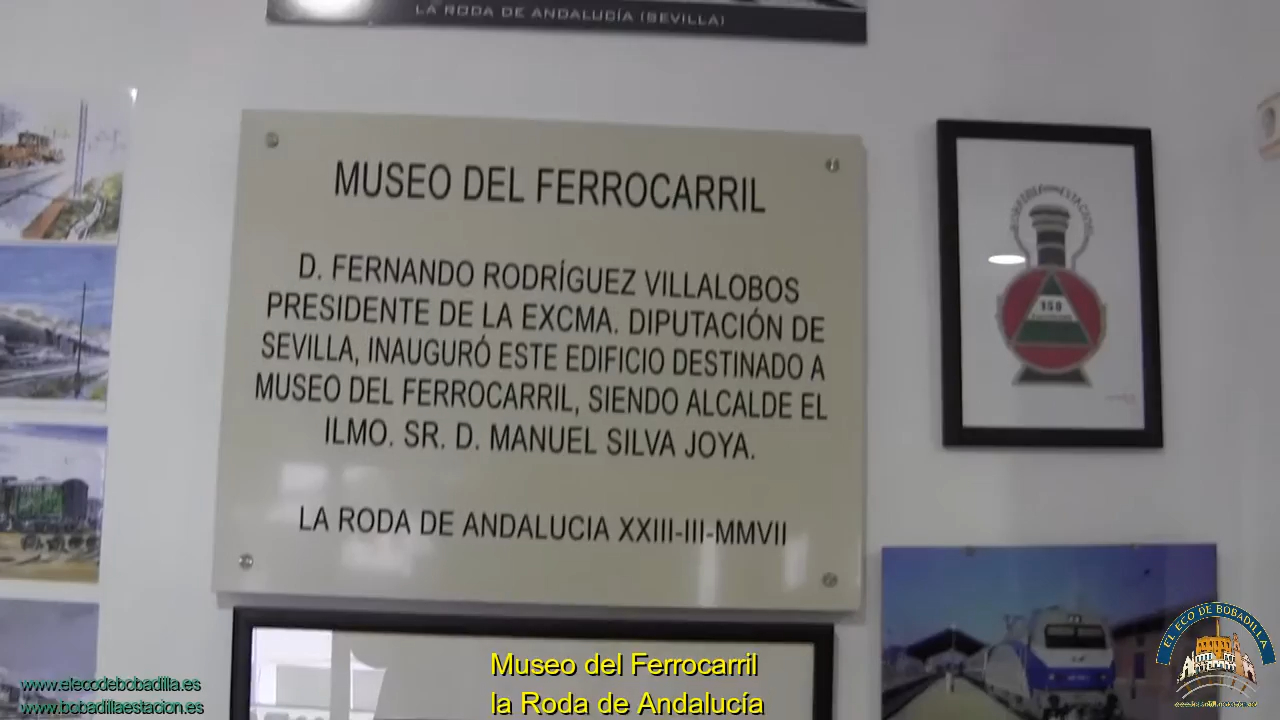 LA RODA DE ANDALUCÍA (SEVILLA)
MUSEO DEL FERROCARRIL
D. FERNANDO RODRÍGUEZ VILLALOBOS
PRESIDENTE DE LA EXCMA. DIPUTACIÓN DE
SEVILLA, INAUGURÓ ESTE EDIFICIO DESTINADO A
MUSEO DEL FERROCARRIL, SIENDO ALCALDE EL
ILMO. SR. D. MANUEL SILVA JOYA.
LA RODA DE ANDALUCIA XXIII-III-MMVII
150
EL ECO DE BOBADILLA
Museo del Ferrocarril
la Roda de Andalucía
www.elecodebobadilla.es
www.bobadillaestacion.es